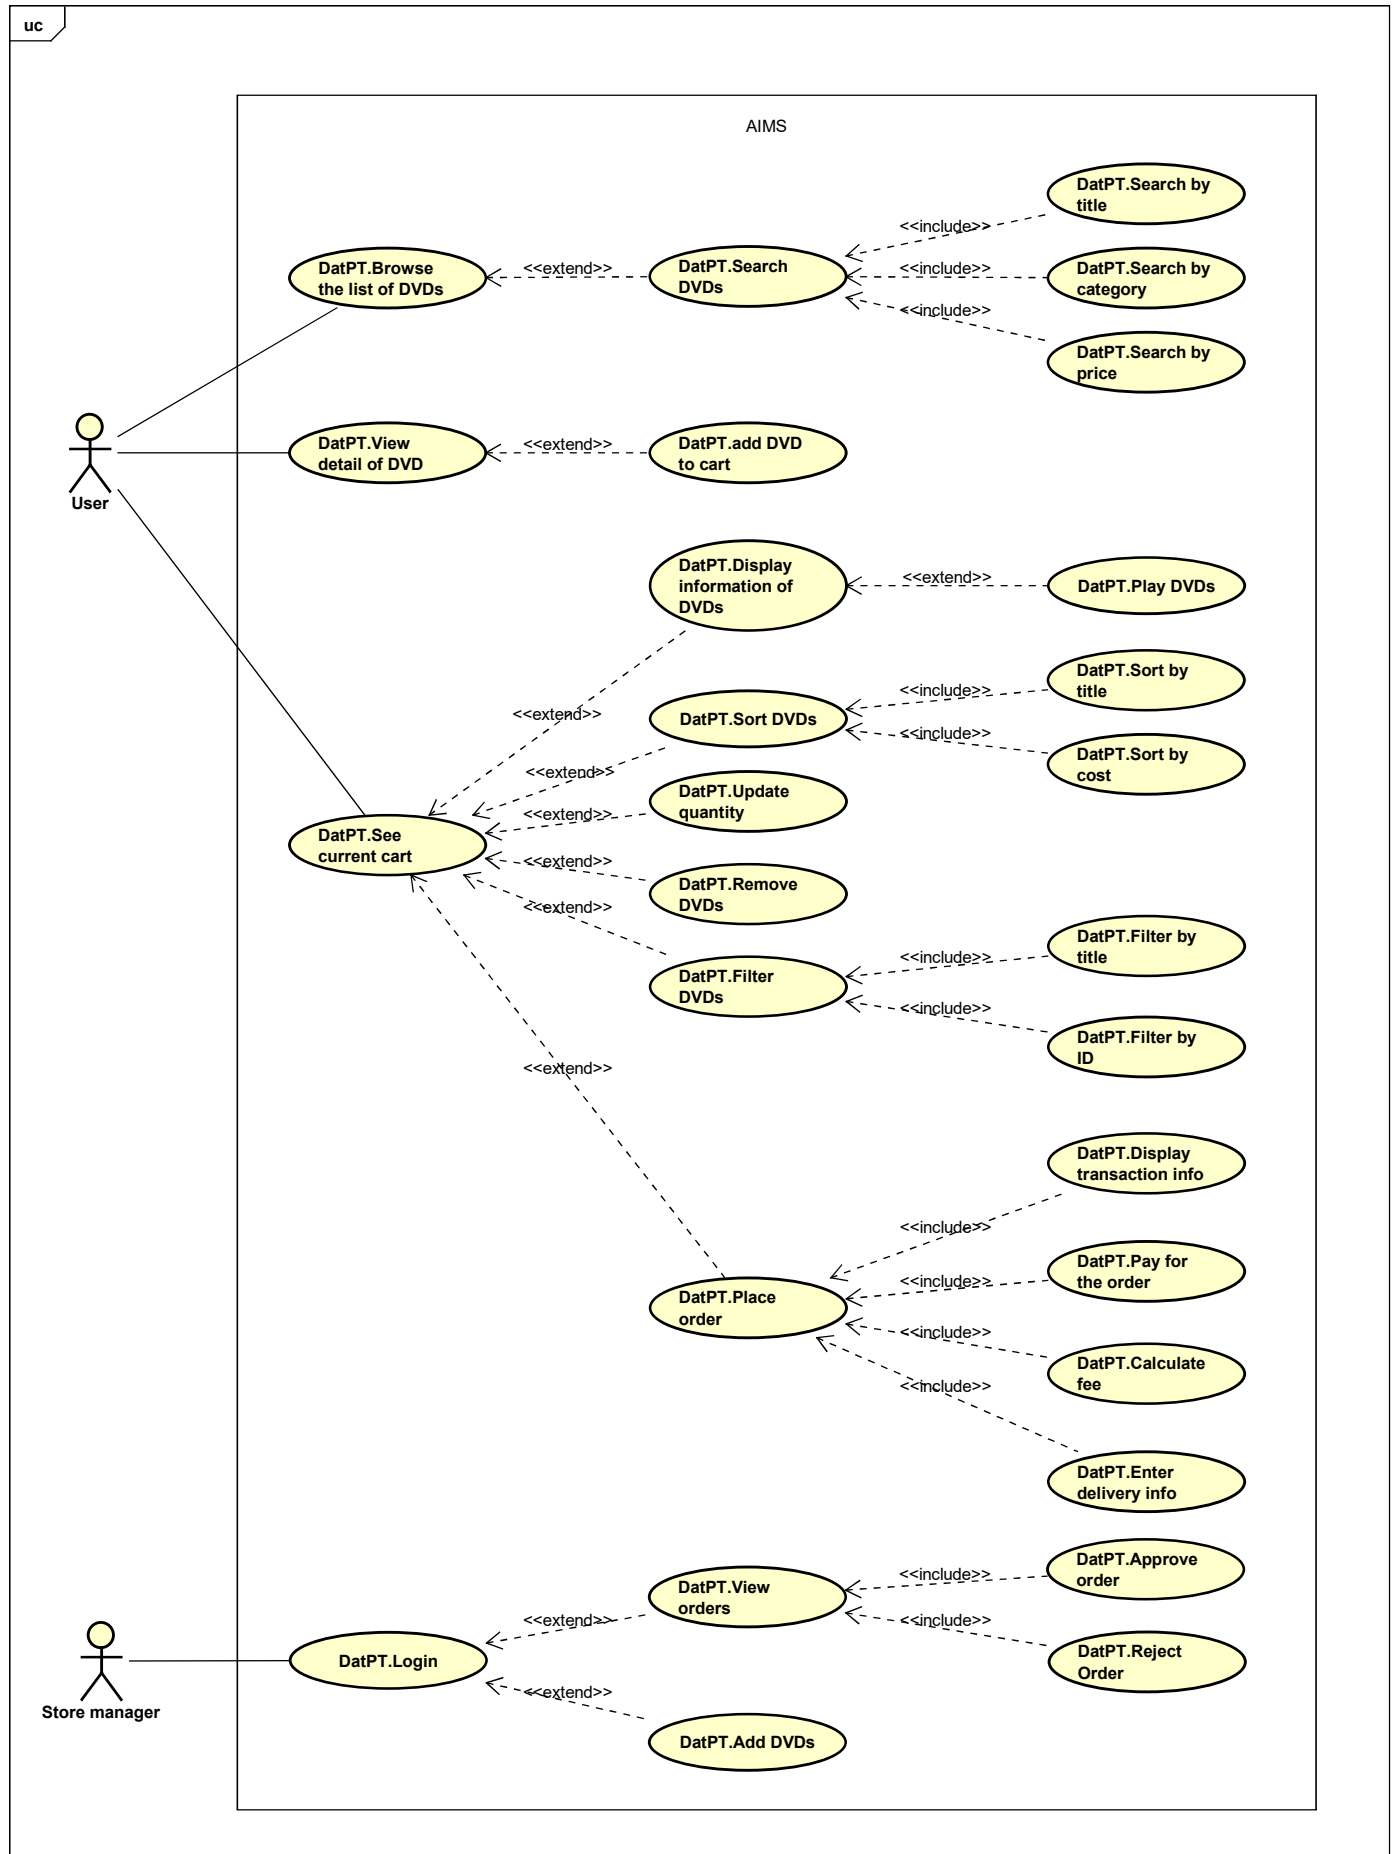 uc
AIMS
DatPT.Search by
title
<<include>>
DatPT.Browse
the list of DVDs
<<extend>>
DatPT.Search
DVDs
<<include>>
DatPT.Search by
category
<<include>>
DatPT.Search by
price
User
DatPT.View
detail of DVD
<<extend>>
DatPT.add DVD
to cart
DatPT.Display
information of
DVDs
<<extend>>
DatPT.Play DVDs
<<extend>>
DatPT.Sort DVDs
<<include>>
DatPT.Sort by
title
<<include>>
DatPT.Sort by
cost
<<extend>>
DatPT.Update
quantity
<<extend>>
DatPT.See
current cart
<<extend>>
DatPT.Remove
DVDs
<<extend>>
DatPT.Filter
DVDs
<<include>>
DatPT.Filter by
title
<<include>>
DatPT.Filter by
ID
<<extend>>
DatPT.Display
transaction info
<<include>>
DatPT.Pay for
the order
<<include>>
DatPT.Place
order
<<include>>
DatPT.Calculate
fee
<<include>>
DatPT.Enter
delivery info
DatPT.View
orders
<<include>>
DatPT.Approve
order
<<include>>
DatPT.Reject
Order
<<extend>>
DatPT.Login
Store manager
<<extend>>
DatPT.Add DVDs